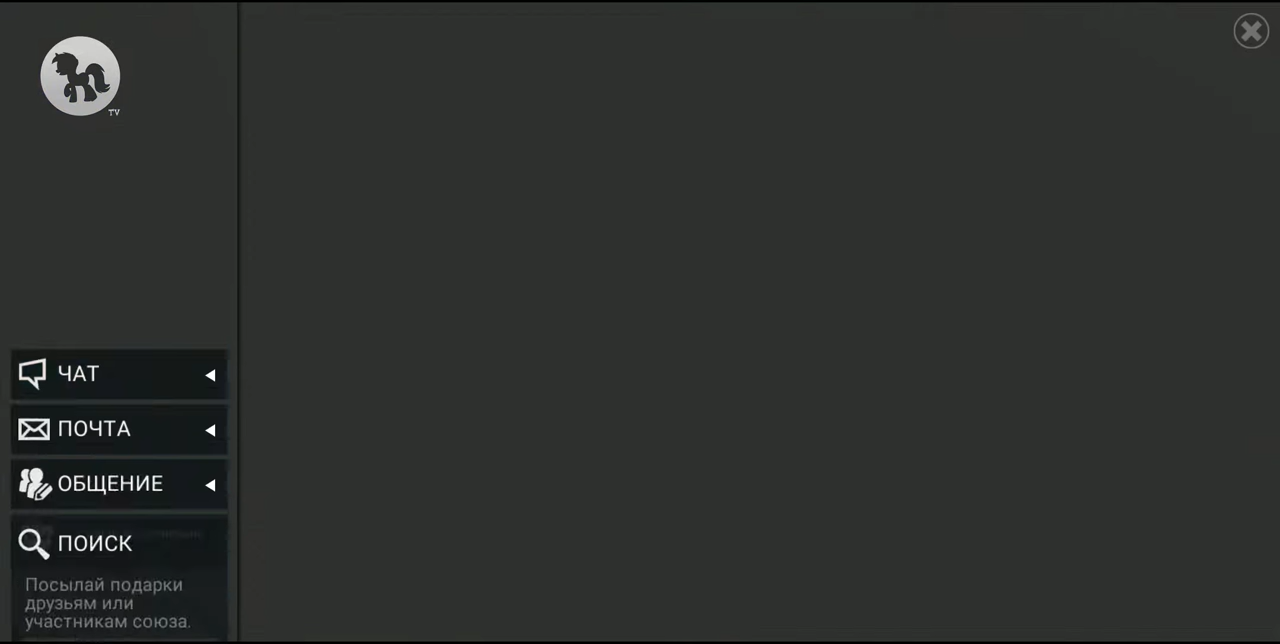 TV
ЧАТ
ПОЧТА
ОБЩЕНИЕ
ПОИСК
Посылай подарки
друзьям или
участникам союза.